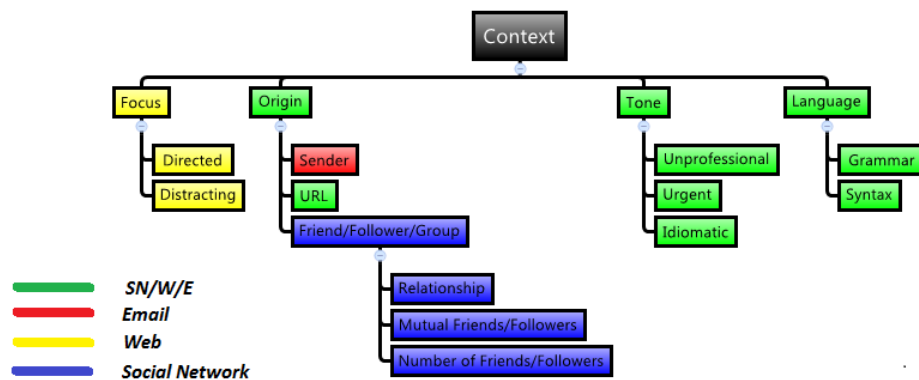 Context
Focus
Origin
Tone
Language
Directed
Distracting
Sender
URL
Friend/Follower/Group
Relationship
Mutual Friends/Followers
Number of Friends/Followers
Unprofessional
Urgent
Idiomatic
Grammar
Syntax
SN/W/E
Email
Web
Social Network